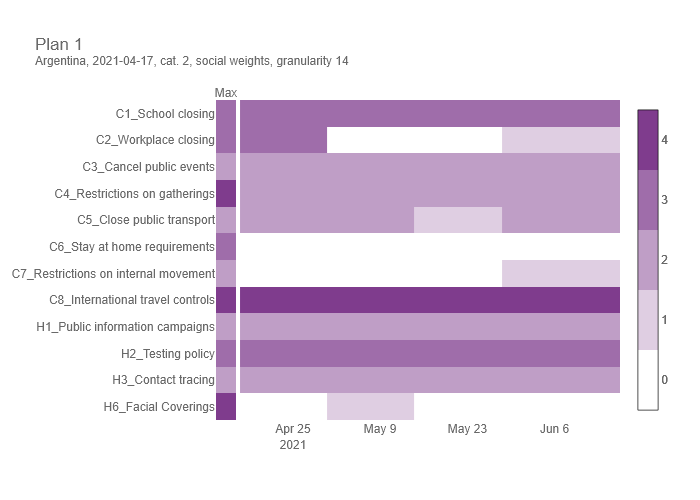 Plan 1
Argentina, 2021-04-17, cat. 2, social weights, granularity 14
Max
C1_School closing
C2_Workplace closing
C3_Cancel public events
C4_Restrictions on gatherings
C5_Close public transport
C6_Stay at home requirements
C7_Restrictions on internal movement
C8_International travel controls
H1_Public information campaigns
H2_Testing policy
H3_Contact tracing
H6_Facial Coverings
Apr 25
2021
May 9
May 23
Jun 6
4
3
2
1
0